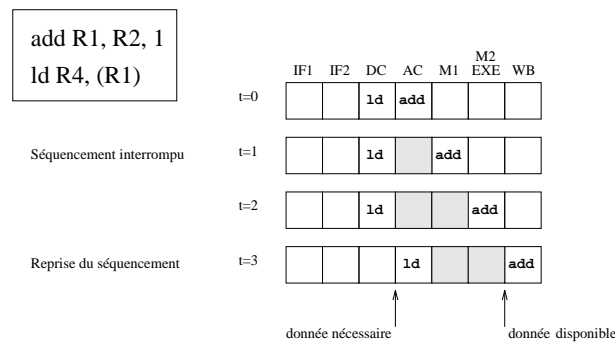 add R1, R2, 1
ld R4, (R1)
IF1 IF2 DC AC M1 M2 EXE WB
t=0 ld add
Séquencement interrompu t=1 ld add
t=2 ld add
Reprise du séquencement t=3 ld add
donnée nécessaire donnée disponible